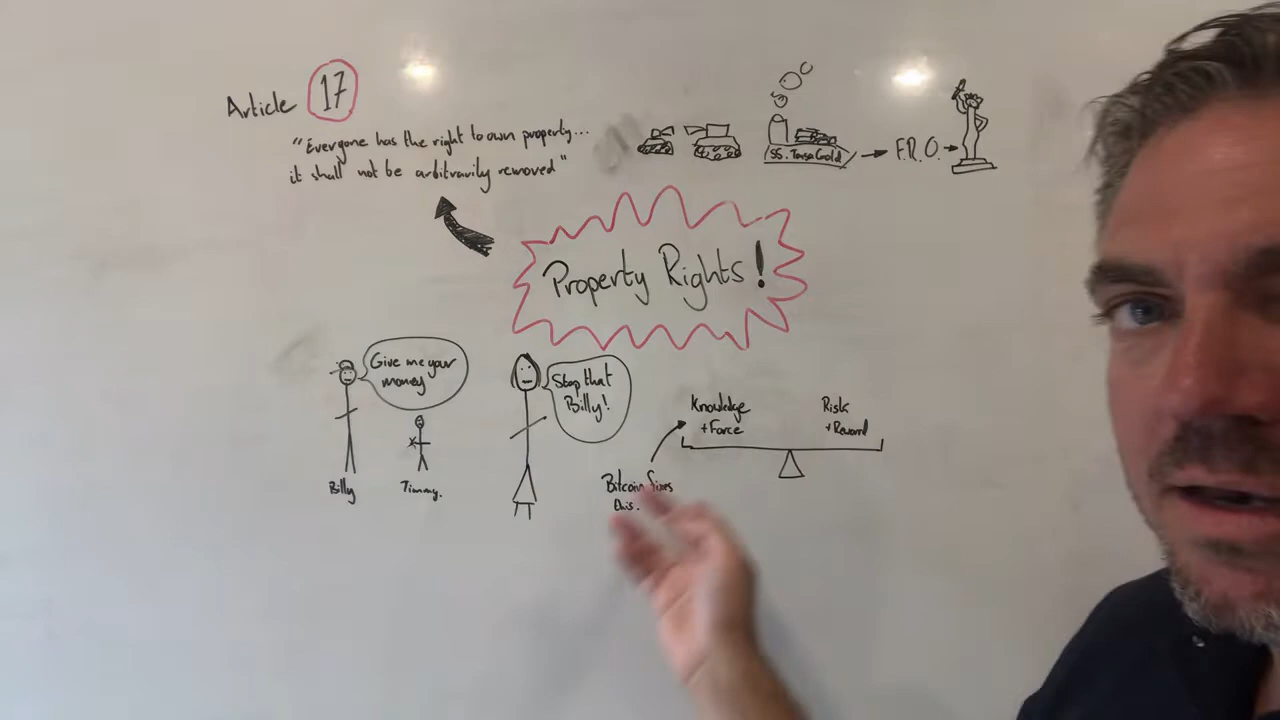 Article 17
"Everyone has the right to own property...
it shall not be arbitrarily removed"
SS. Tonsa Gold
F.R.O.
Property Rights!
Give me your
money
Billy
Timmy.
Stop that
Billy!
Knowledge
+Force
Risk
+Reward
Bitcoin fixes
this.